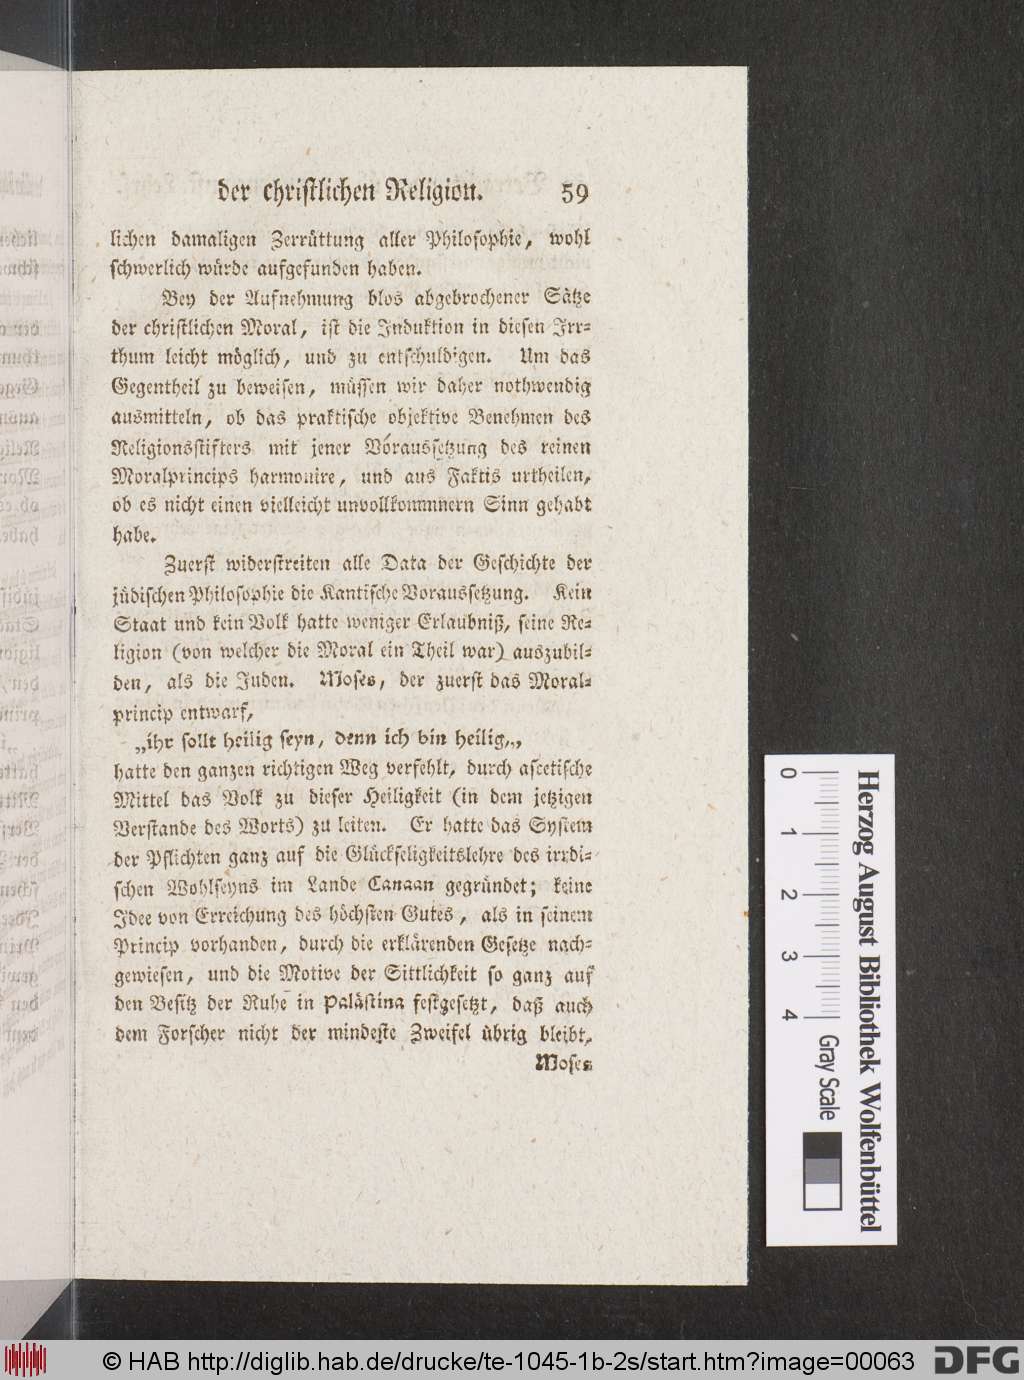 der christlichen Religion. 59
lichen damaligen Zerrüttung aller Philosophie, wohl
schwerlich würde aufgefunden haben.
Bey der Aufnehmung blos abgebrochener Sätze
der christlichen Moral, ist die Induktion in diesen Irr=
thum leicht möglich, und zu entschuldigen. Um das
Gegentheil zu beweisen, müssen wir daher nothwendig
ausmitteln, ob das praktische objektive Benehmen des
Religionsstifters mit jener Voraussetzung des reinen
Moralprincips harmonire, und aus Faktis urtheilen,
ob es nicht einen vielleicht unvollkommnern Sinn gehabt
habe.
Zuerst widerstreiten alle Data der Geschichte der
jüdischen Philosophie die Kantische Voraussetzung. Kein
Staat und kein Volk hatte weniger Erlaubniß, seine Re=
ligion (von welcher die Moral ein Theil war) auszubil=
den, als die Juden. Moses, der zuerst das Moral=
princip entwarf,
„ihr sollt heilig seyn, denn ich bin heilig„,
hatte den ganzen richtigen Weg verfehlt, durch ascetische
Mittel das Volk zu dieser Heiligkeit (in dem jetzigen
Verstande des Worts) zu leiten. Er hatte das System
der Pflichten ganz auf die Glückseligkeitslehre des irrdi=
schen Wohlseyns im Lande Canaan gegründet; keine
Idee von Erreichung des höchsten Gutes, als in seinem
Princip vorhanden, durch die erklärenden Gesetze nach=
gewiesen, und die Motive der Sittlichkeit so ganz auf
den Besitz der Ruhe in Palästina festgesetzt, daß auch
dem Forscher nicht der mindeste Zweifel übrig bleibt,
Moses
Herzog August Bibliothek Wolfenbüttel
0 1 2 3 4 Gray Scale
© HAB http://diglib.hab.de/drucke/te-1045-1b-2s/start.htm?image=00063
DFG